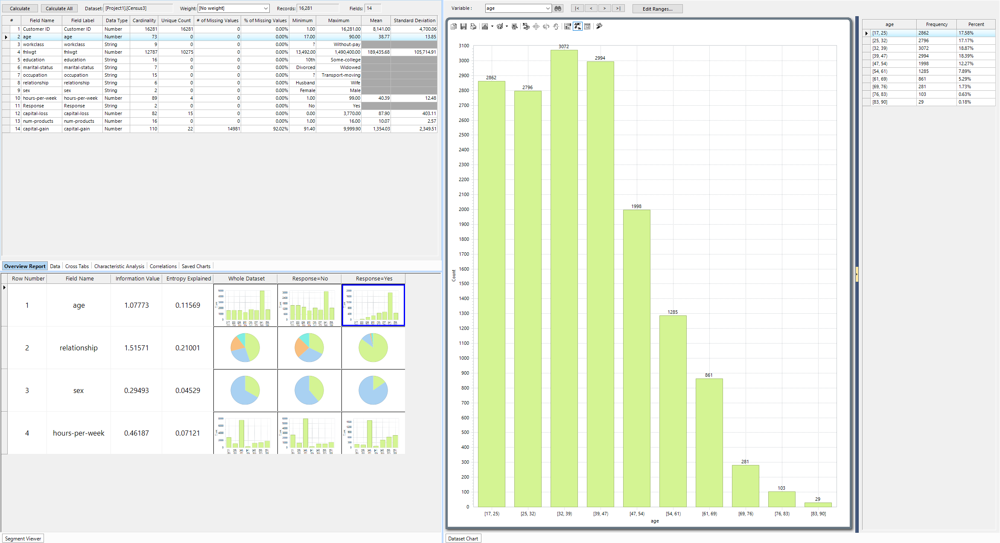 Calculate Calculate All Dataset: [Project1].[Census3] Weight: [No weight] Records: 16,281 Fields: 14
# Field Name Field Label Data Type Cardinality Unique Count # of Missing Values % of Missing Values Minimum Maximum Mean Standard Deviation
1 Customer ID Customer ID Number 16281 16281 0 0.00% 1.00 16,281.00 8,141.00 4,700.06
2 age age Number 73 0 0 0.00% 17.00 90.00 38.77 13.85
3 workclass workclass String 9 0 0 0.00% ? Without-pay
4 fnlwgt fnlwgt Number 12787 10275 0 0.00% 13,492.00 1,490,400.00 189,435.68 105,714.91
5 education education String 16 0 0 0.00% 10th Some-college
6 marital-status marital-status String 7 0 0 0.00% Divorced Widowed
7 occupation occupation String 15 0 0 0.00% ? Transport-moving
8 relationship relationship String 6 0 0 0.00% Husband Wife
9 sex sex String 2 0 0 0.00% Female Male
10 hours-per-week hours-per-week Number 89 4 0 0.00% 1.00 99.00 40.39 12.48
11 Response Response String 2 0 0 0.00% No Yes
12 capital-loss capital-loss Number 82 15 0 0.00% 0.00 3,770.00 87.90 403.11
13 num-products num-products Number 16 0 0 0.00% 1.00 16.00 10.07 2.57
14 capital-gain capital-gain Number 110 22 14981 92.02% 91.40 9,999.90 1,354.03 2,349.51
Overview Report Data Cross Tabs Characteristic Analysis Correlations Saved Charts
Row Number Field Name Information Value Entropy Explained Whole Dataset Response=No Response=Yes
1 age 1.07773 0.11569
2 relationship 1.51571 0.21001
3 sex 0.29493 0.04529
4 hours-per-week 0.46187 0.07121
Segment Viewer
Variable : age |< < > >| Edit Ranges...
3100
3000
2900
2800
2700
2600
2500
2400
2300
2200
2100
2000
1900
1800
1700
1600
1500
1400
1300
1200
1100
1000
900
800
700
600
500
400
300
200
100
0
Count
2862 2796 3072 2994 1998 1285 861 281 103 29
[17, 25) [25, 32) [32, 39) [39, 47) [47, 54) [54, 61) [61, 69) [69, 76) [76, 83) [83, 90]
age
Dataset Chart
age Frequency Percent
[17, 25) 2862 17.58%
[25, 32) 2796 17.17%
[32, 39) 3072 18.87%
[39, 47) 2994 18.39%
[47, 54) 1998 12.27%
[54, 61) 1285 7.89%
[61, 69) 861 5.29%
[69, 76) 281 1.73%
[76, 83) 103 0.63%
[83, 90] 29 0.18%